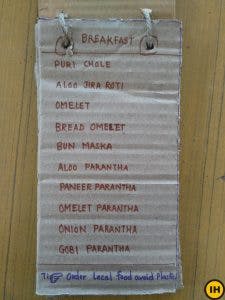 BREAKFAST
PURI CHOLE
ALOO JIRA ROTI
OMELET
BREAD OMELET
BUN MASKA
ALOO PARANTHA
PANEER PARANTHA
OMELET PARANTHA
ONION PARANTHA
GOBI PARANTHA
Order Local food avoid Plastic
IH